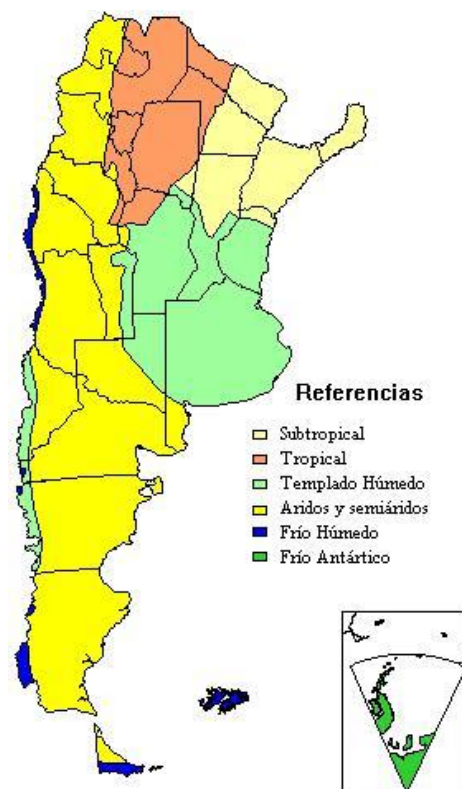 Referencias
Subtropical
Tropical
Templado Húmedo
Aridos y semiáridos
Frío Húmedo
Frío Antártico